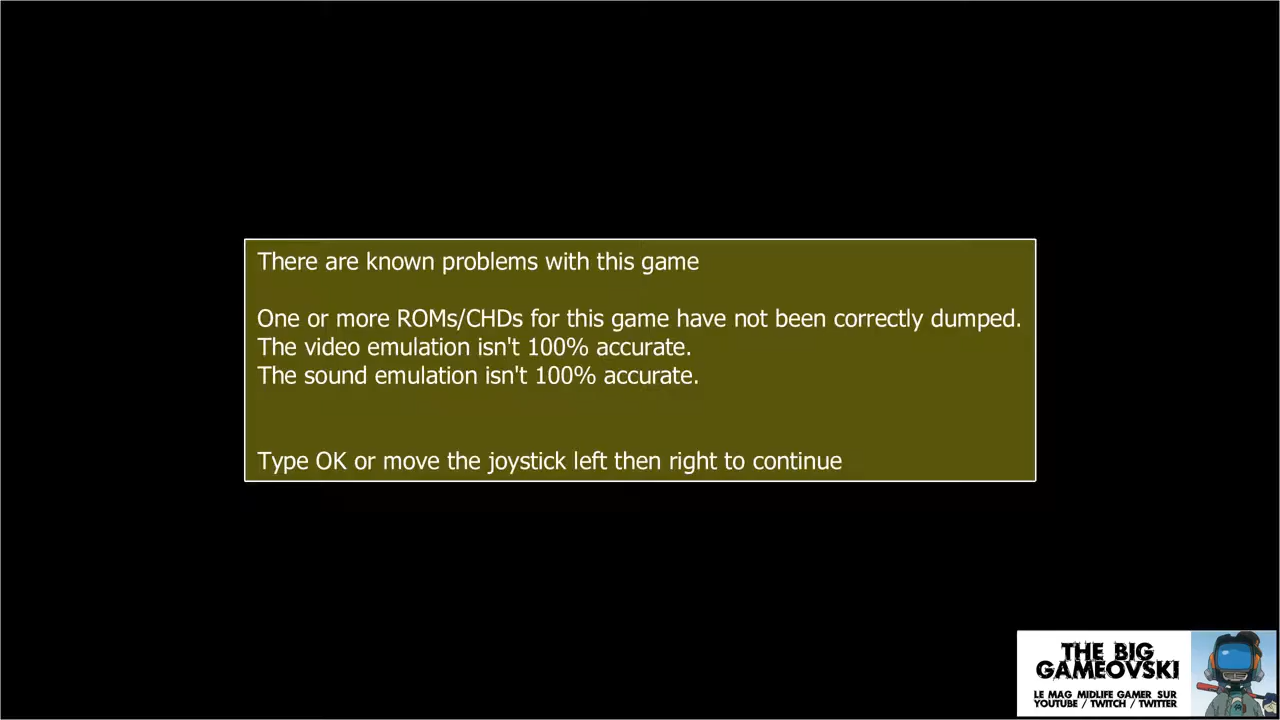 There are known problems with this game
One or more ROMs/CHDs for this game have not been correctly dumped.
The video emulation isn't 100% accurate.
The sound emulation isn't 100% accurate.
Type OK or move the joystick left then right to continue
THE BIG
GAMEOVSKI
LE MAG MIDLIFE GAMER SUR
YOUTUBE / TWITCH / TWITTER